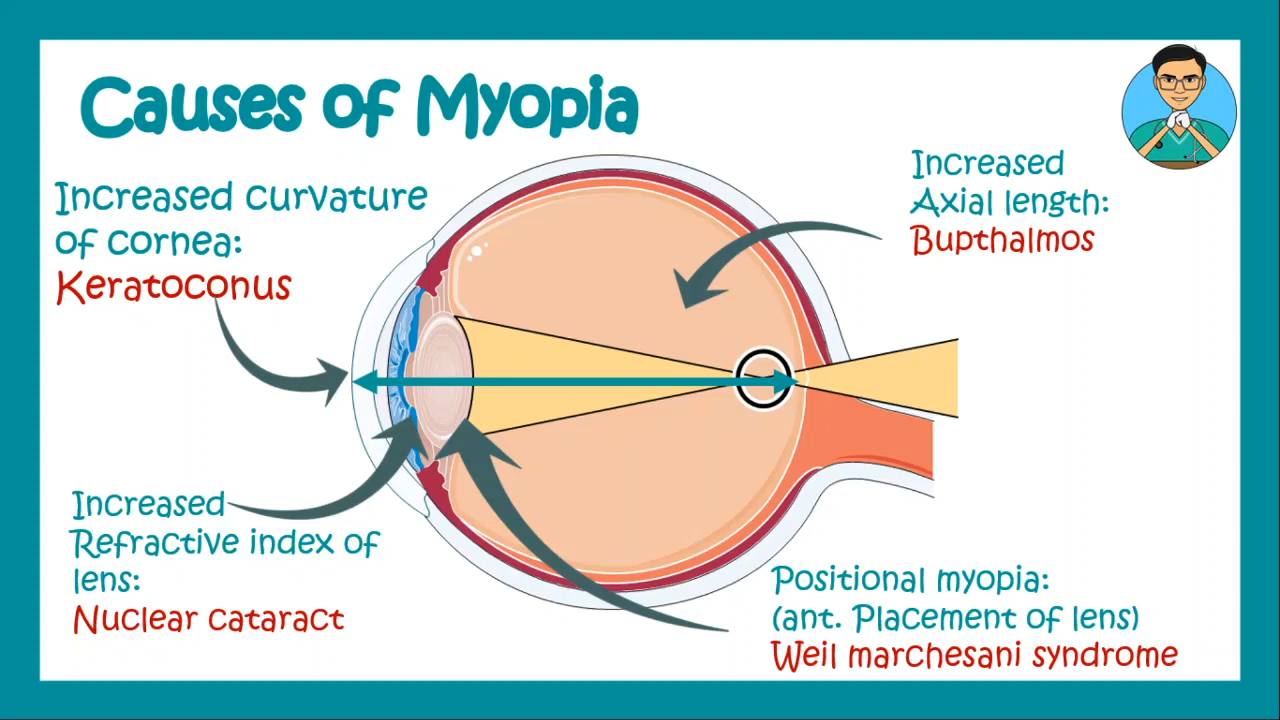 Causes of Myopia
Increased curvature
of cornea:
Keratoconus
Increased
Axial length:
Bupthalmos
Increased
Refractive index of
lens:
Nuclear cataract
Positional myopia:
(ant. Placement of lens)
Weil marchesani syndrome